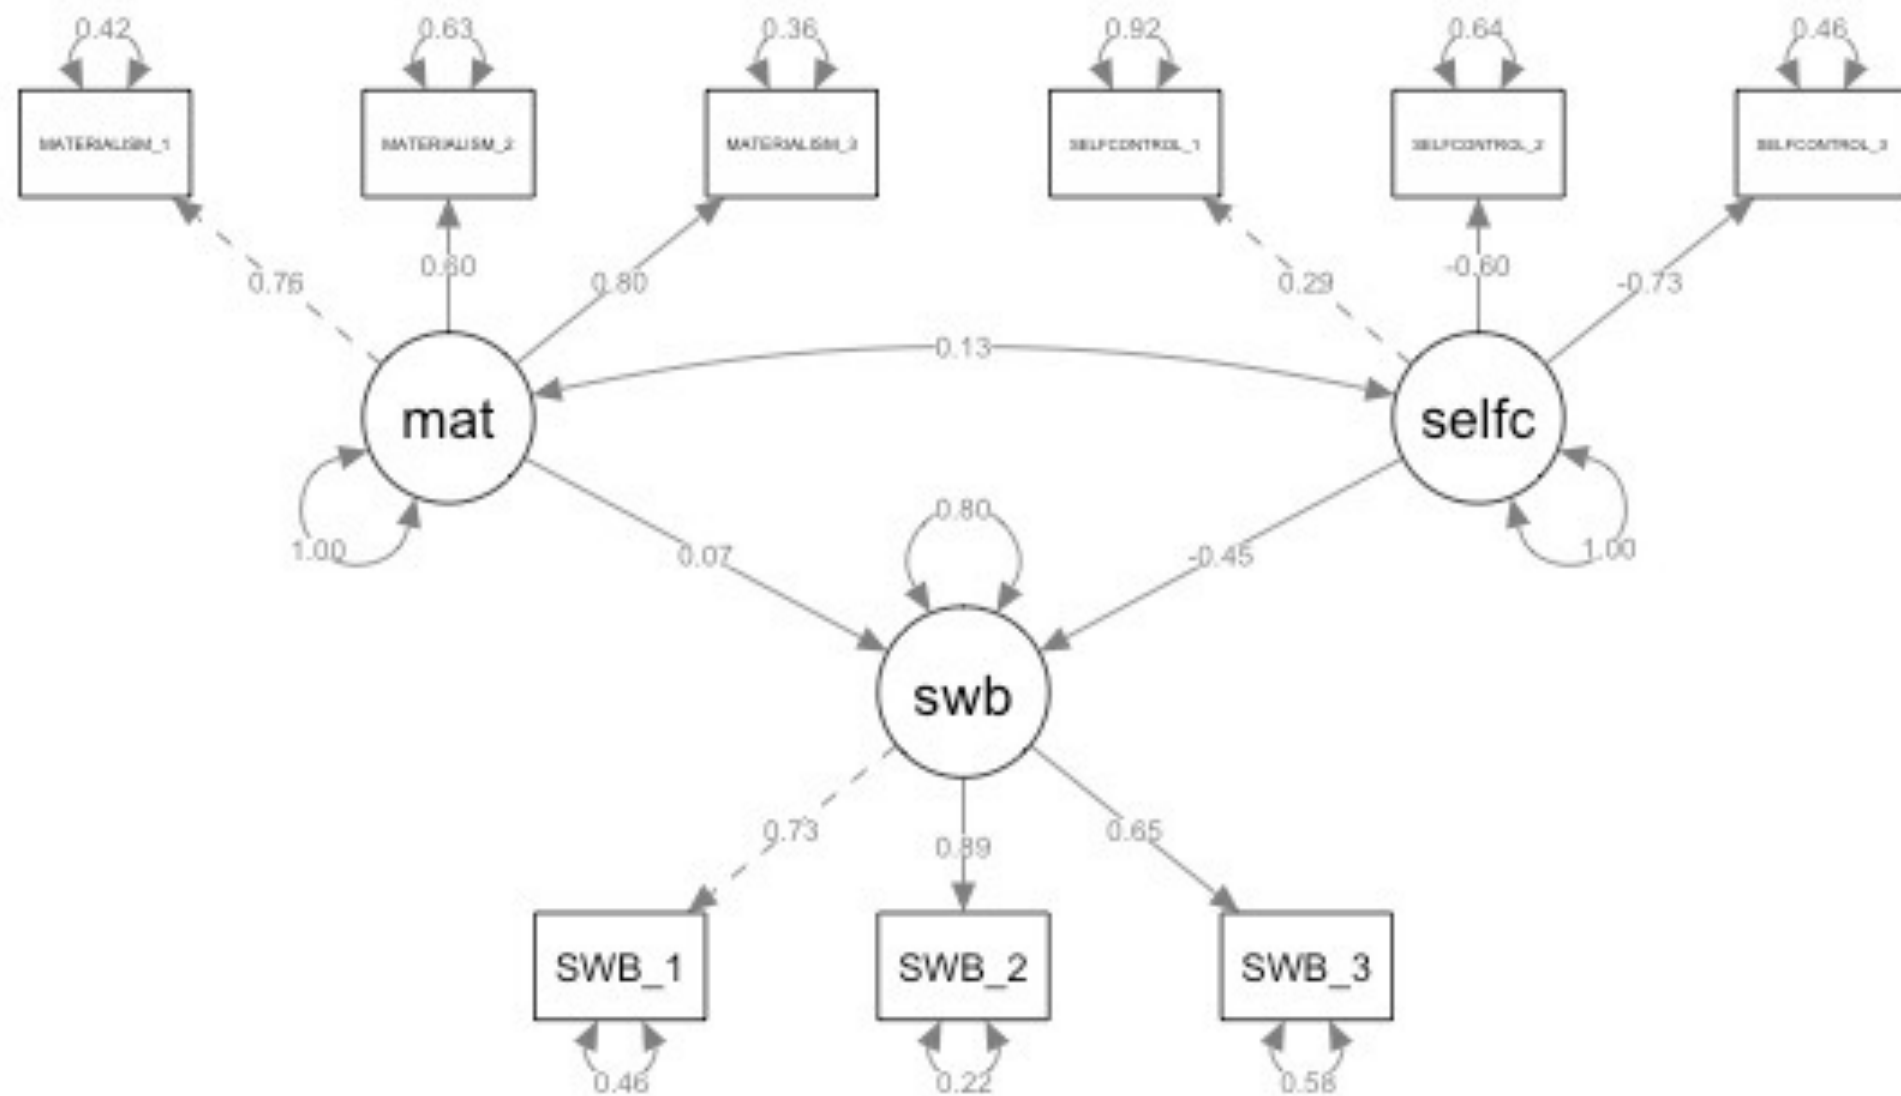 0.42 0.63 0.36 0.92 0.64 0.46
MATERIALISM_1 MATERIALISM_2 MATERIALISM_3 SELFCONTROL_1 SELFCONTROL_2 SELFCONTROL_3
0.76 0.60 0.80 0.29 -0.60 -0.73
0.13
mat selfc
0.80
1.00 0.07 -0.45 1.00
swb
0.73 0.89 0.65
SWB_1 SWB_2 SWB_3
0.46 0.22 0.58